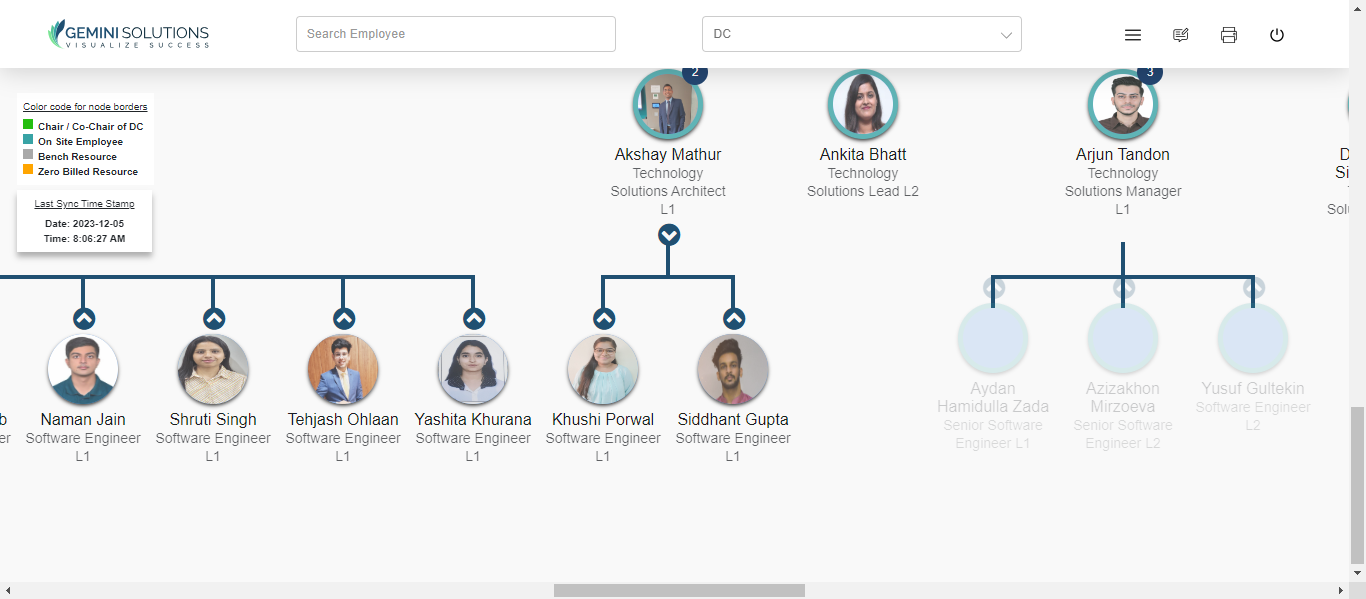 GEMINI SOLUTIONS
VISUALIZE SUCCESS
Search Employee
DC
Color code for node borders
Chair / Co-Chair of DC
On Site Employee
Bench Resource
Zero Billed Resource
Last Sync Time Stamp
Date: 2023-12-05
Time: 8:06:27 AM
2
Akshay Mathur
Technology
Solutions Architect
L1
Ankita Bhatt
Technology
Solutions Lead L2
3
Arjun Tandon
Technology
Solutions Manager
L1
Naman Jain
Software Engineer
L1
Shruti Singh
Software Engineer
L1
Tehjash Ohlaan
Software Engineer
L1
Yashita Khurana
Software Engineer
L1
Khushi Porwal
Software Engineer
L1
Siddhant Gupta
Software Engineer
L1
Aydan
Hamidulla Zada
Senior Software
Engineer L1
Azizakhon
Mirzoeva
Senior Software
Engineer L2
Yusuf Gultekin
Software Engineer
L2